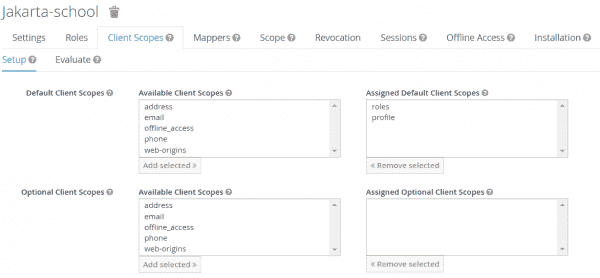 Jakarta-school
Settings Roles Client Scopes Mappers Scope Revocation Sessions Offline Access Installation
Setup Evaluate
Default Client Scopes Available Client Scopes Assigned Default Client Scopes
address roles
email profile
offline_access
phone
web-origins
Add selected » « Remove selected
Optional Client Scopes Available Client Scopes Assigned Optional Client Scopes
address
email
offline_access
phone
web-origins
Add selected » « Remove selected